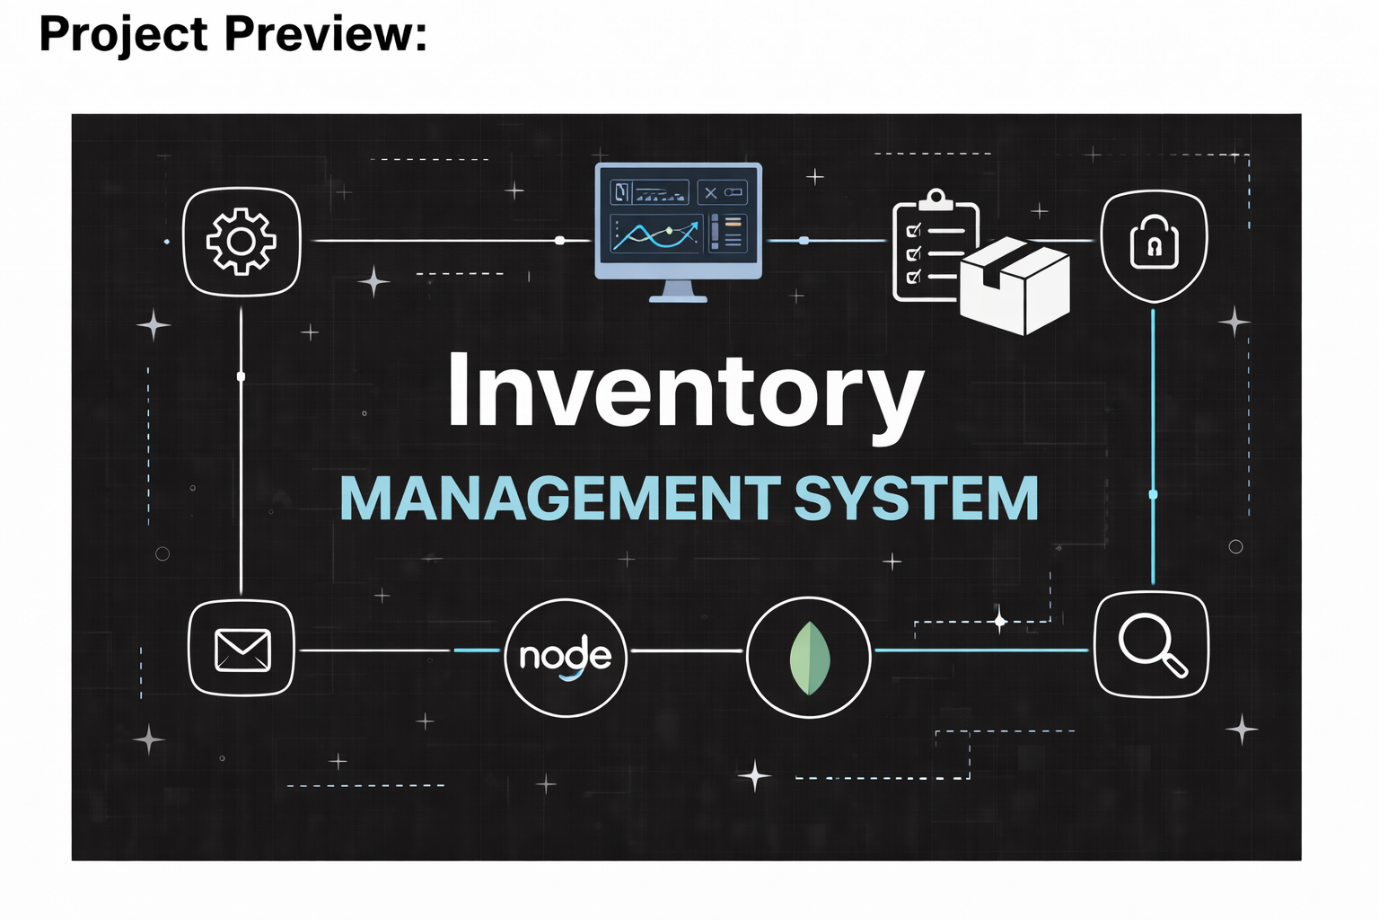 Project Preview:
Inventory
MANAGEMENT SYSTEM
node